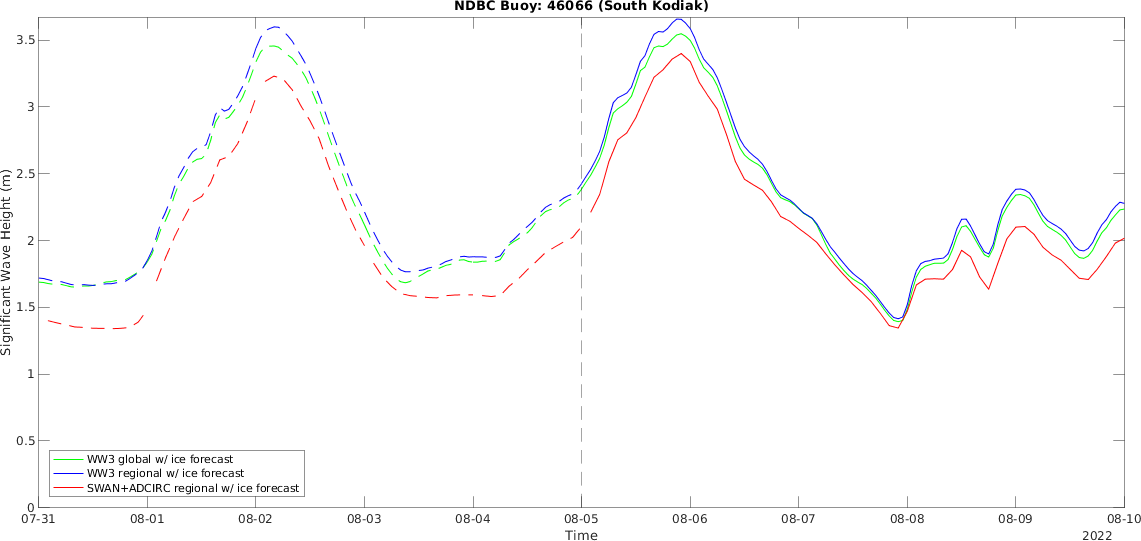 NDBC Buoy: 46066 (South Kodiak)
3.5
3
2.5
2
1.5
1
0.5
0
Significant Wave Height (m)
WW3 global w/ ice forecast
WW3 regional w/ ice forecast
SWAN+ADCIRC regional w/ ice forecast
07-31 08-01 08-02 08-03 08-04 08-05 08-06 08-07 08-08 08-09 08-10
Time
2022